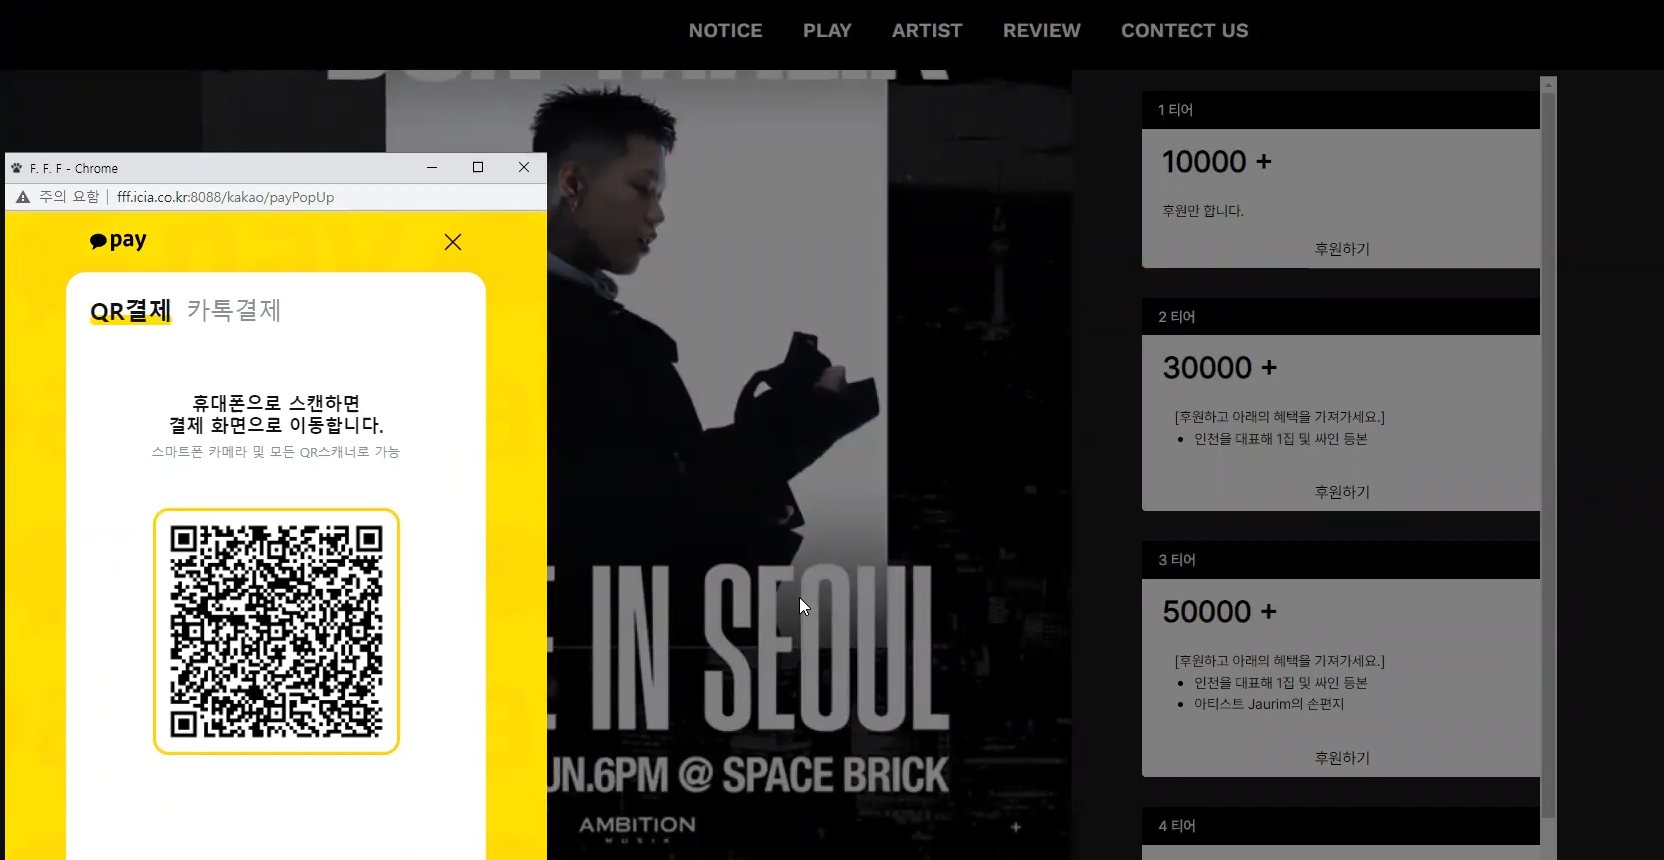 NOTICE PLAY ARTIST REVIEW CONTECT US
F. F. F - Chrome
주의 요함 fff.icia.co.kr:8088/kakao/payPopUp
pay
QR결제 카톡결제
휴대폰으로 스캔하면
결제 화면으로 이동합니다.
스마트폰 카메라 및 모든 QR스캐너로 가능
IN SEOUL
UN.6PM @ SPACE BRICK
AMBITION
MUSIK
1 티어
10000 +
후원만 합니다.
후원하기
2 티어
30000 +
[후원하고 아래의 혜택을 가져가세요.]
인천을 대표해 1집 및 싸인 등본
후원하기
3 티어
50000 +
[후원하고 아래의 혜택을 가져가세요.]
인천을 대표해 1집 및 싸인 등본
아티스트 Jaurim의 손편지
후원하기
4 티어